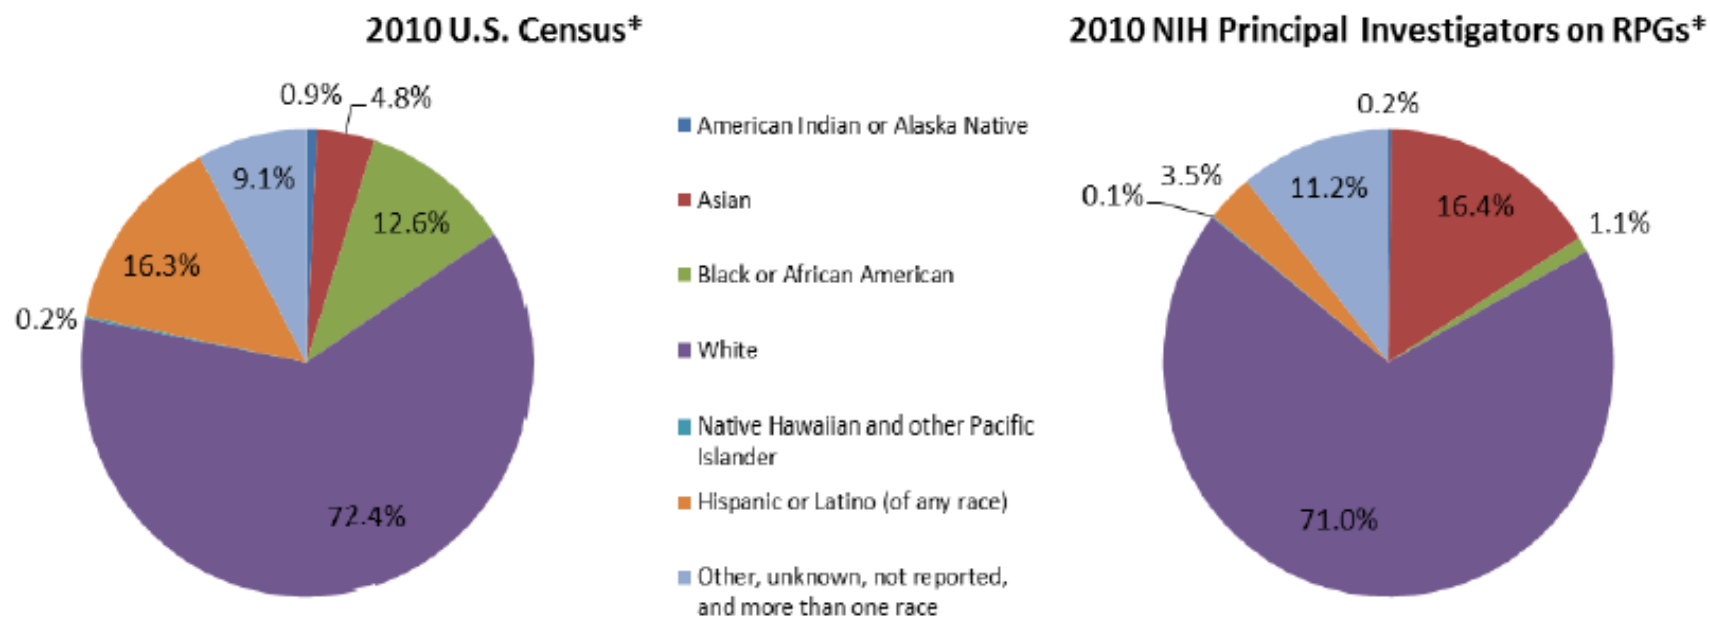 2010 U.S. Census*
0.9%
4.8%
9.1%
12.6%
16.3%
0.2%
72.4%
American Indian or Alaska Native
Asian
Black or African American
White
Native Hawaiian and other Pacific
Islander
Hispanic or Latino (of any race)
Other, unknown, not reported,
and more than one race
2010 NIH Principal Investigators on RPGs*
0.2%
3.5%
0.1%
11.2%
16.4%
1.1%
71.0%